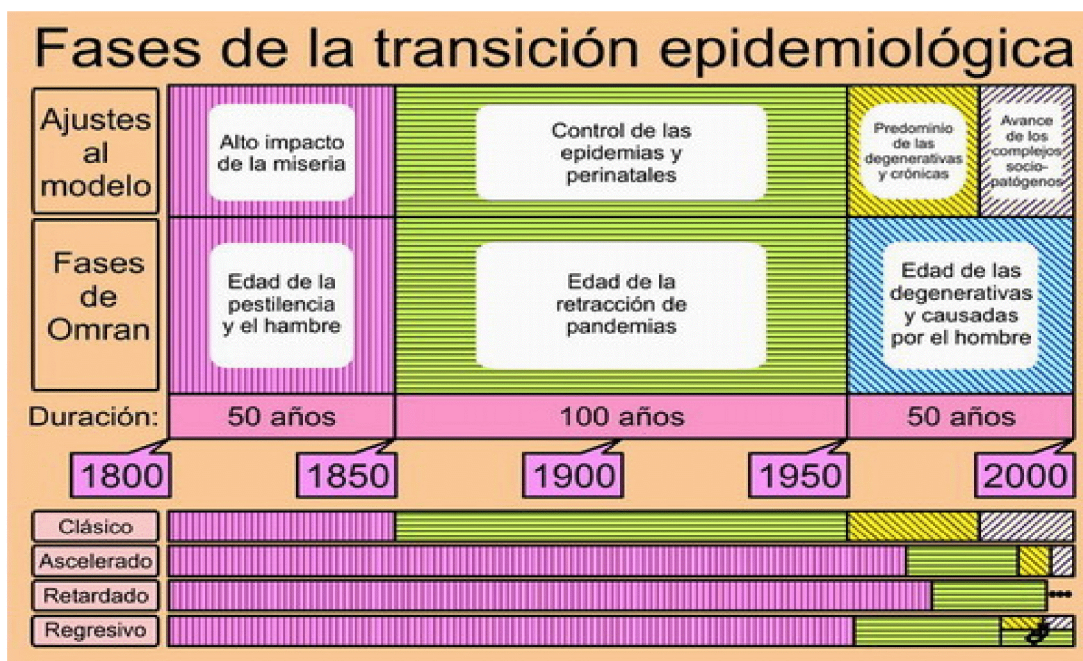 Fases de la transición epidemiológica
Ajustes
al
modelo
Alto impacto
de la miseria
Control de las
epidemias y
perinatales
Predominio
de las
degenerativas
y crónicas
Avance
de los
complejos
socio-
patógenos
Fases
de
Omran
Edad de la
pestilencia
y el hambre
Edad de la
retracción de
pandemias
Edad de las
degenerativas
y causadas
por el hombre
Duración:
50 años
100 años
50 años
1800
1850
1900
1950
2000
Clásico
Ascelerado
Retardado
Regresivo